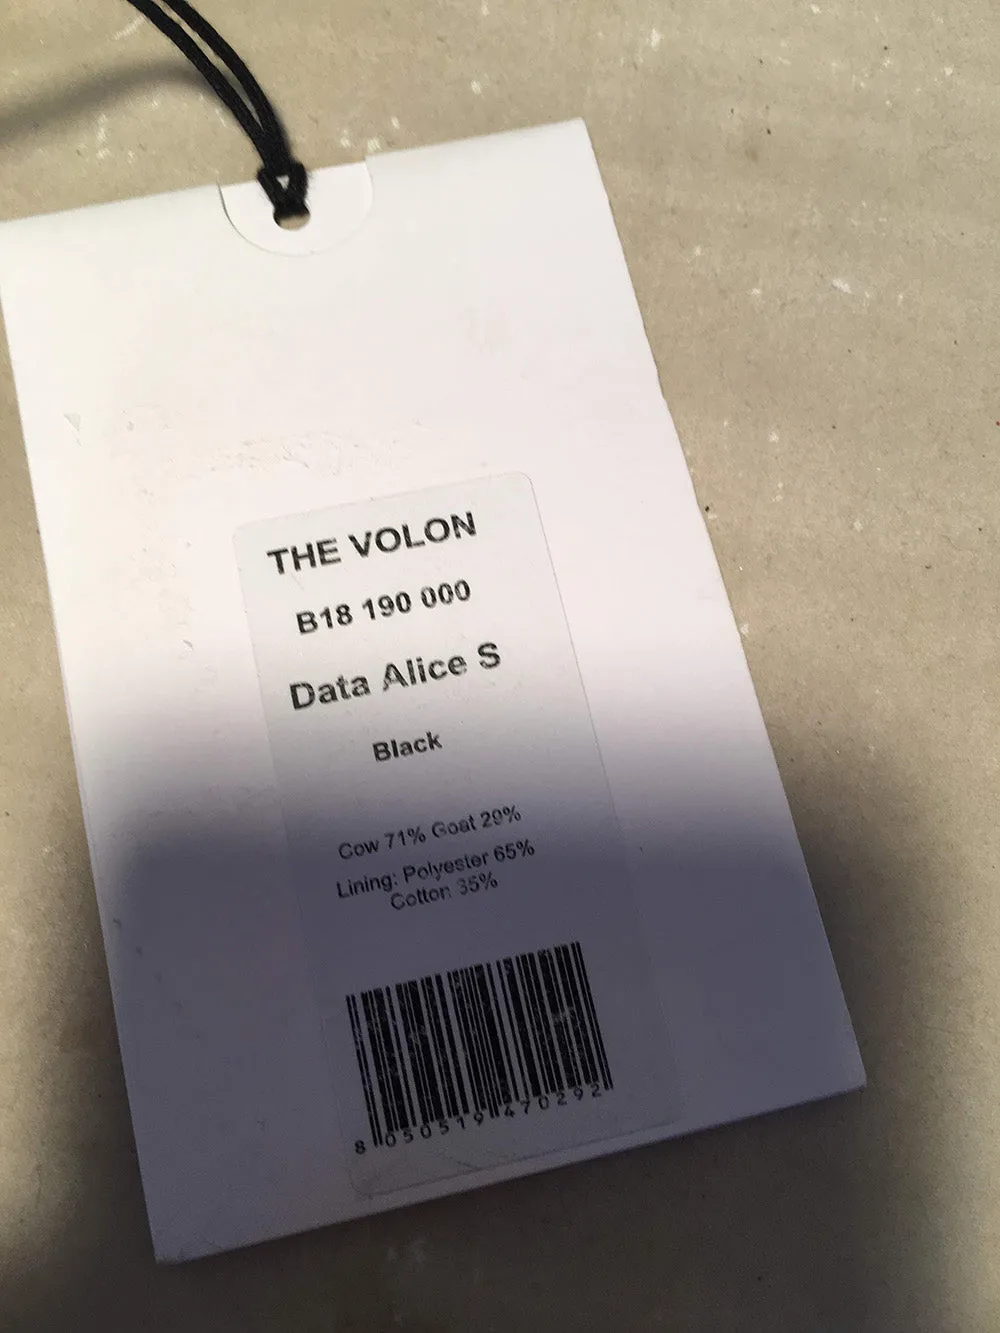 THE VOLON
B18 190 000
Data Alice S
Black
Cow 71% Goat 29%
Lining: Polyester 65%
Cotton 35%
8 050519 470292